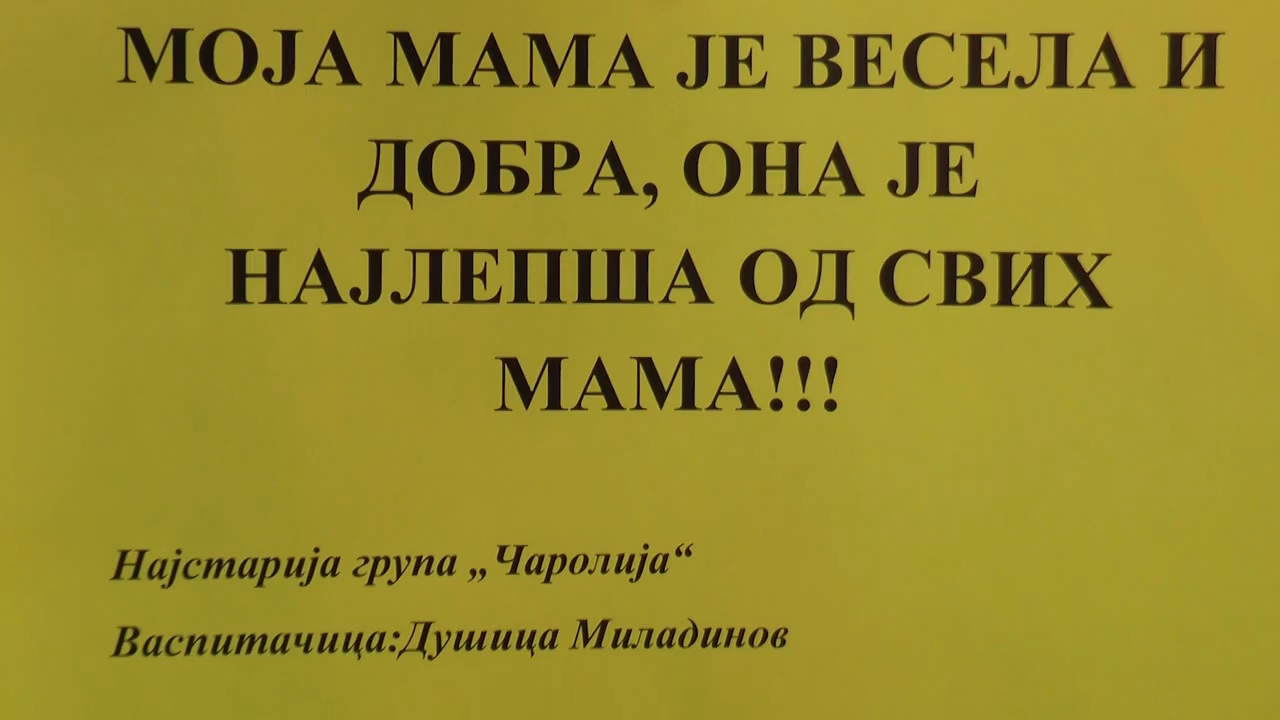 МОЈА МАМА ЈЕ ВЕСЕЛА И
ДОБРА, ОНА ЈЕ
НАЈЛЕПША ОД СВИХ
МАМА!!!
Најстарија група „Чаролија“
Васпитачица:Душица Миладинов